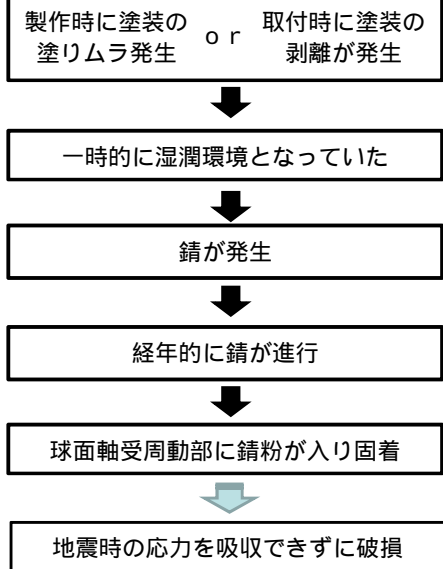 製作時に塗装の
塗りムラ発生
or
取付時に塗装の
剥離が発生
一時的に湿潤環境となっていた
錆が発生
経年的に錆が進行
球面軸受周動部に錆粉が入り固着
地震時の応力を吸収できずに破損